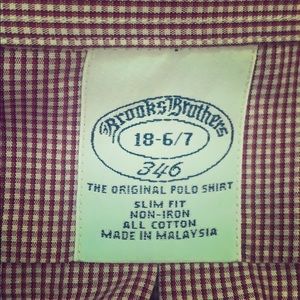 Brooks Brothers
18-6/7
346
THE ORIGINAL POLO SHIRT
SLIM FIT
NON-IRON
ALL COTTON
MADE IN MALAYSIA